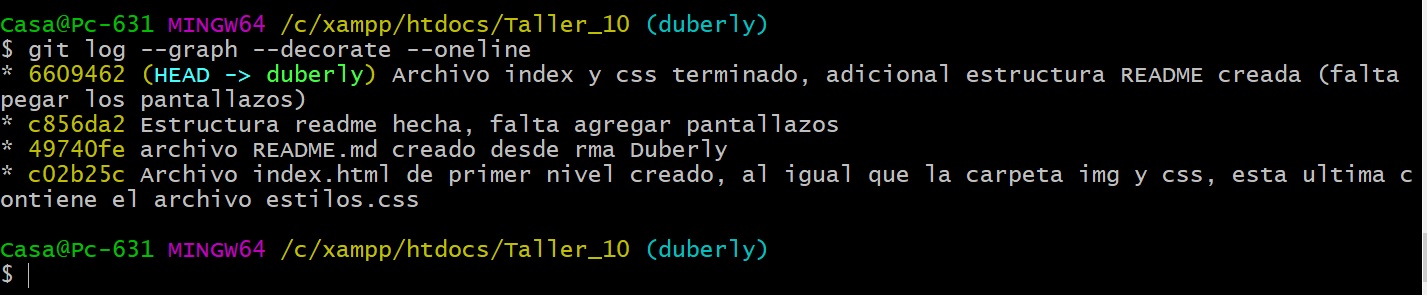 Casa@Pc-631 MINGW64 /c/xampp/htdocs/Taller_10 (duberly)
$ git log --graph --decorate --oneline
* 6609462 (HEAD -> duberly) Archivo index y css terminado, adicional estructura README creada (falta
pegar los pantallazos)
* c856da2 Estructura readme hecha, falta agregar pantallazos
* 49740fe archivo README.md creado desde rma Duberly
* c02b25c Archivo index.html de primer nivel creado, al igual que la carpeta img y css, esta ultima c
ontiene el archivo estilos.css
Casa@Pc-631 MINGW64 /c/xampp/htdocs/Taller_10 (duberly)
$